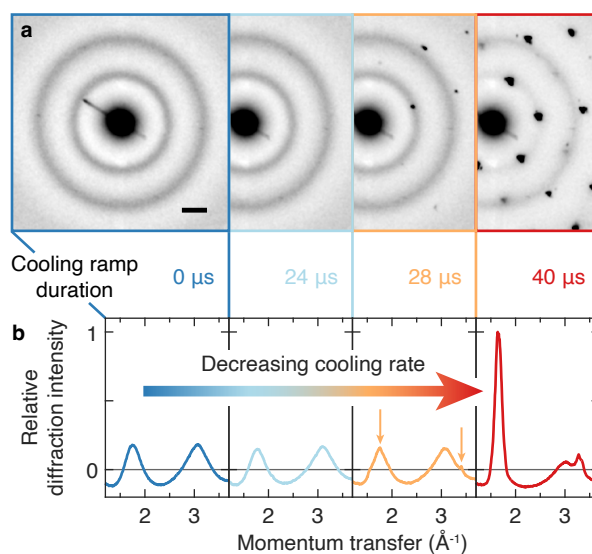 a
Cooling ramp
duration
0 µs
24 µs
28 µs
40 µs
b
Relative
diffraction intensity
1
0
Decreasing cooling rate
2 3 2 3 2 3 2 3
Momentum transfer (Å⁻¹)